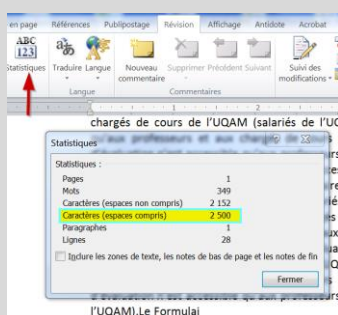 en page Références Publipostage Révision Affichage Antidote Acrobat
ABC
123
Statistiques Traduire Langue Nouveau commentaire Supprimer Précédent Suivant Suivi des modifications
Langue Commentaires
1 2
chargés de cours de l'UQAM (salariés de l'UQ
Statistiques
Statistiques :
Pages 1
Mots 349
Caractères (espaces non compris) 2 152
Caractères (espaces compris) 2 500
Paragraphes 1
Lignes 28
Inclure les zones de texte, les notes de bas de page et les notes de fin
Fermer
l'UQAM).Le Formulai